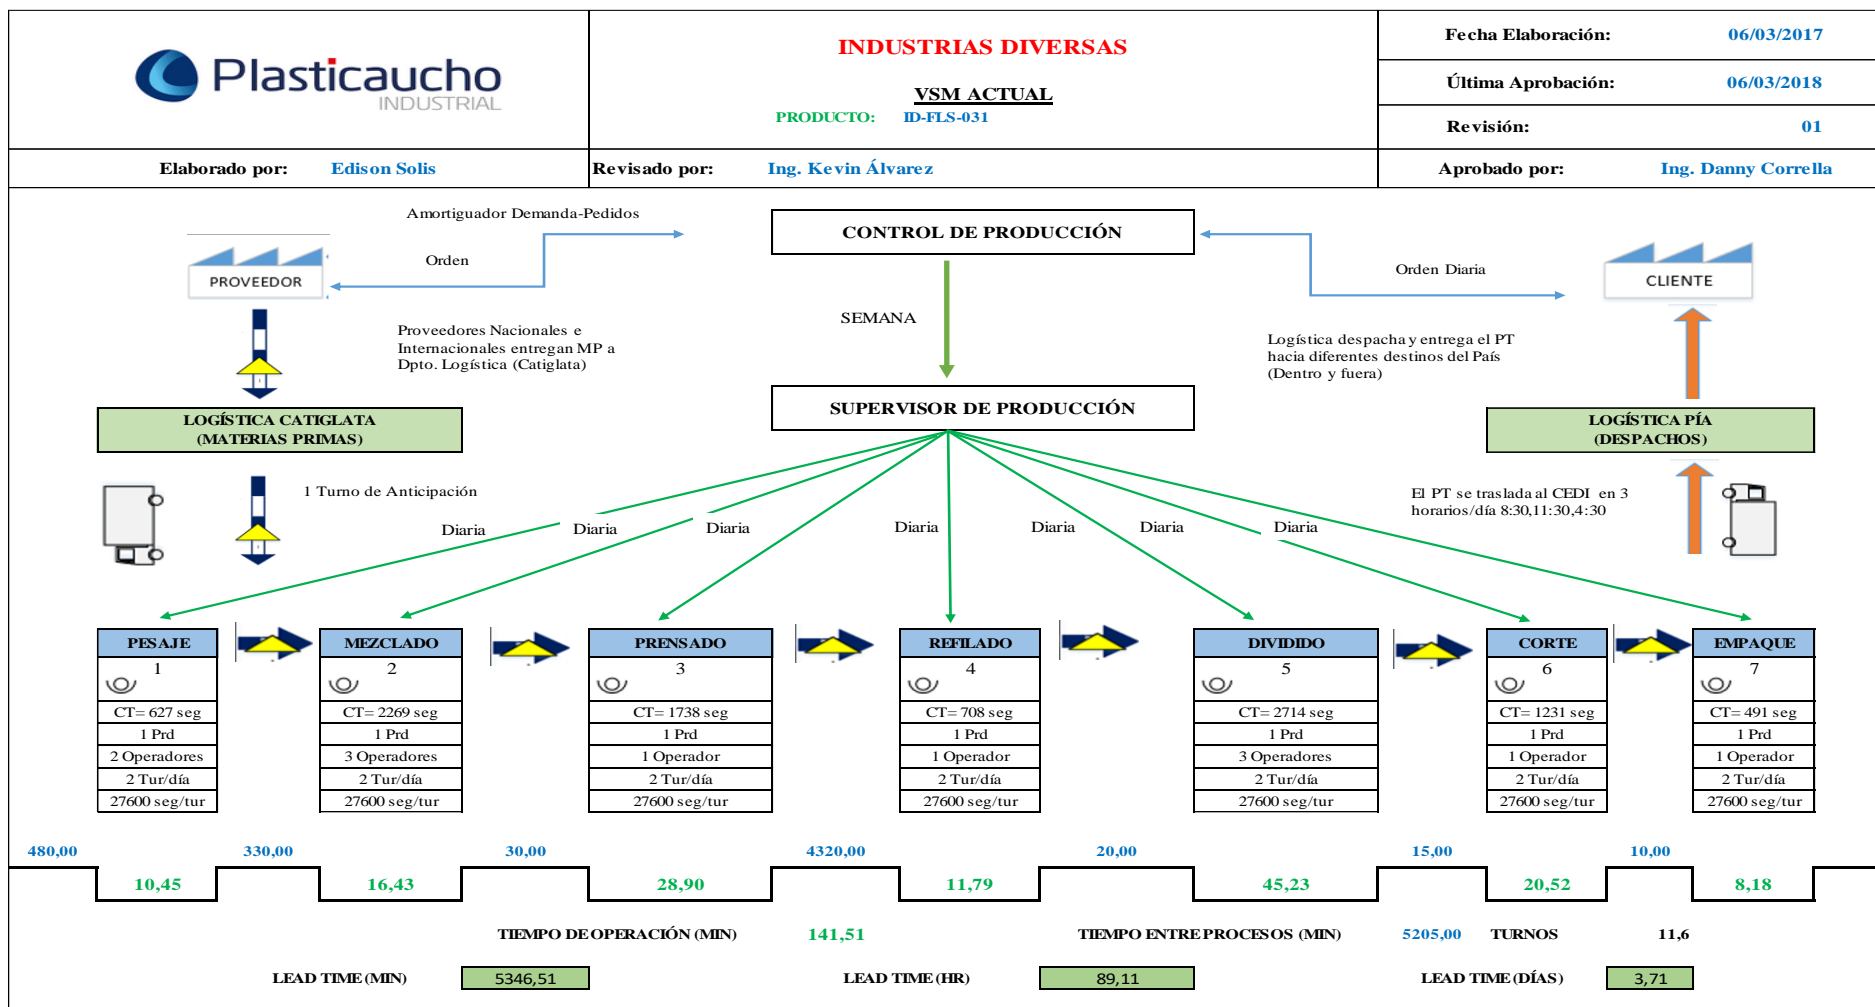 Plasticaucho
INDUSTRIAL
INDUSTRIAS DIVERSAS
VSM ACTUAL
PRODUCTO: ID-FLS-031
Fecha Elaboración: 06/03/2017
Última Aprobación: 06/03/2018
Revisión: 01
Elaborado por: Edison Solis
Revisado por: Ing. Kevin Álvarez
Aprobado por: Ing. Danny Corrella
Amortiguador Demanda-Pedidos
Orden
PROVEEDOR
CONTROL DE PRODUCCIÓN
Orden Diaria
CLIENTE
SEMANA
Proveedores Nacionales e
Internacionales entregan MP a
Dpto. Logística (Catiglata)
Logística despacha y entrega el PT
hacia diferentes destinos del País
(Dentro y fuera)
LOGÍSTICA CATIGLATA
(MATERIAS PRIMAS)
SUPERVISOR DE PRODUCCIÓN
LOGÍSTICA PÍA
(DESPACHOS)
1 Turno de Anticipación
El PT se traslada al CEDI en 3
horarios/día 8:30,11:30,4:30
Diaria Diaria Diaria Diaria Diaria Diaria Diaria
PESAJE MEZCLADO PRENSADO REFILADO DIVIDIDO CORTE EMPAQUE
1 2 3 4 5 6 7
CT= 627 seg CT= 2269 seg CT= 1738 seg CT= 708 seg CT= 2714 seg CT= 1231 seg CT= 491 seg
1 Prd 1 Prd 1 Prd 1 Prd 1 Prd 1 Prd 1 Prd
2 Operadores 3 Operadores 1 Operador 1 Operador 3 Operadores 1 Operador 1 Operador
2 Tur/día 2 Tur/día 2 Tur/día 2 Tur/día 2 Tur/día 2 Tur/día 2 Tur/día
27600 seg/tur 27600 seg/tur 27600 seg/tur 27600 seg/tur 27600 seg/tur 27600 seg/tur 27600 seg/tur
480,00 330,00 30,00 4320,00 20,00 15,00 10,00
10,45 16,43 28,90 11,79 45,23 20,52 8,18
TIEMPO DE OPERACIÓN (MIN) 141,51 TIEMPO ENTRE PROCESOS (MIN) 5205,00 TURNOS 11,6
LEAD TIME (MIN) 5346,51 LEAD TIME (HR) 89,11 LEAD TIME (DÍAS) 3,71